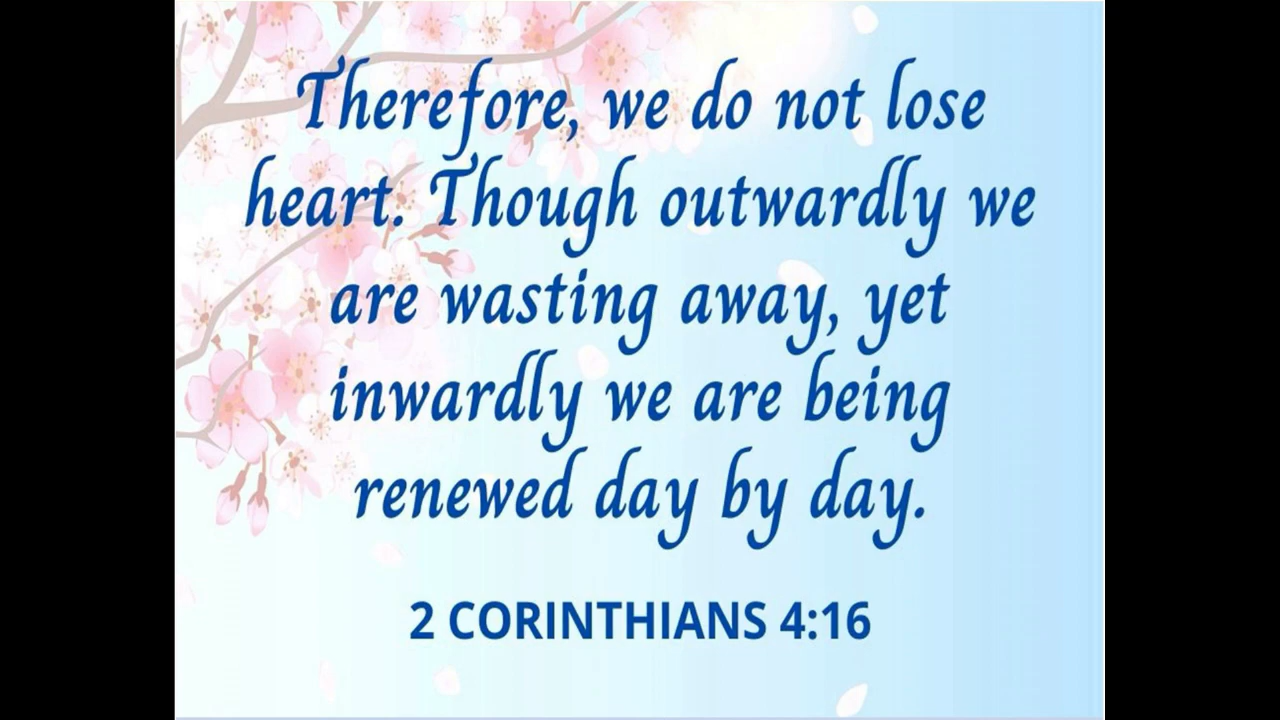 Therefore, we do not lose
heart. Though outwardly we
are wasting away, yet
inwardly we are being
renewed day by day.
2 CORINTHIANS 4:16